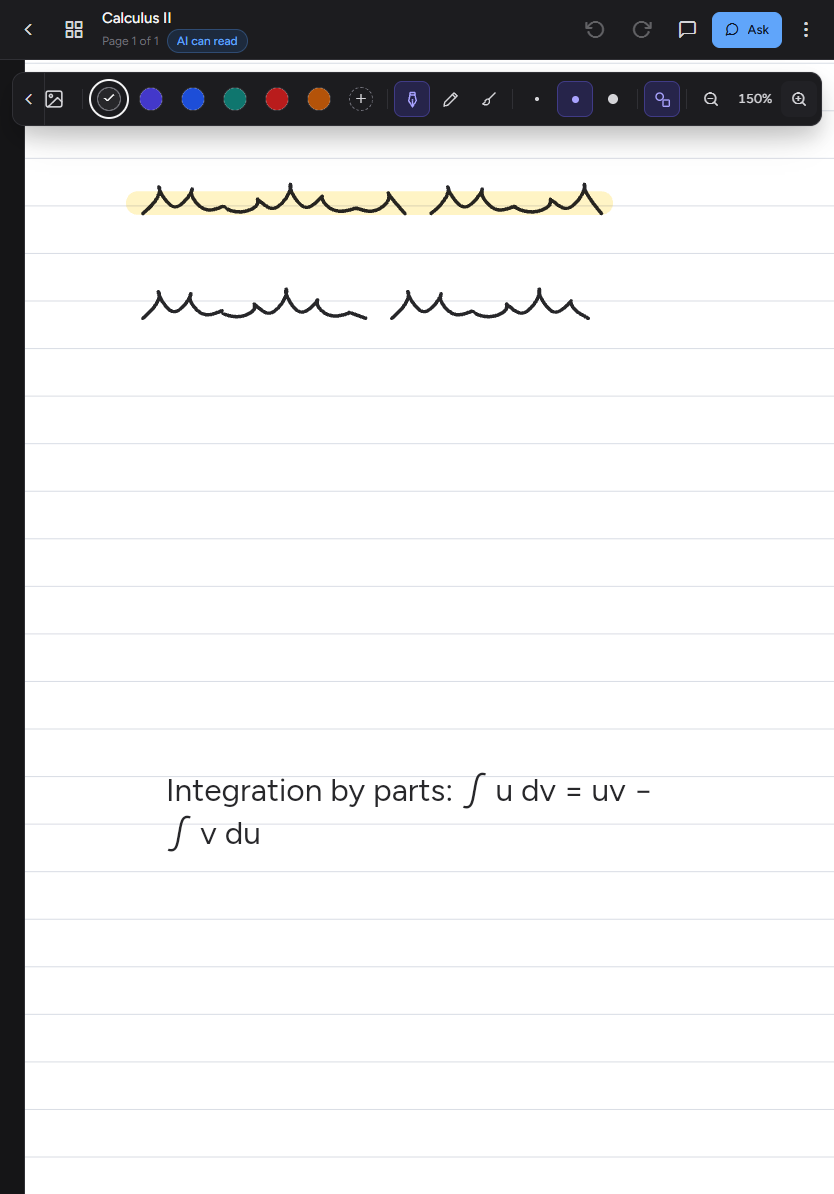 Calculus II
Page 1 of 1 AI can read
Ask
150%
Integration by parts: ∫ u dv = uv −
∫ v du